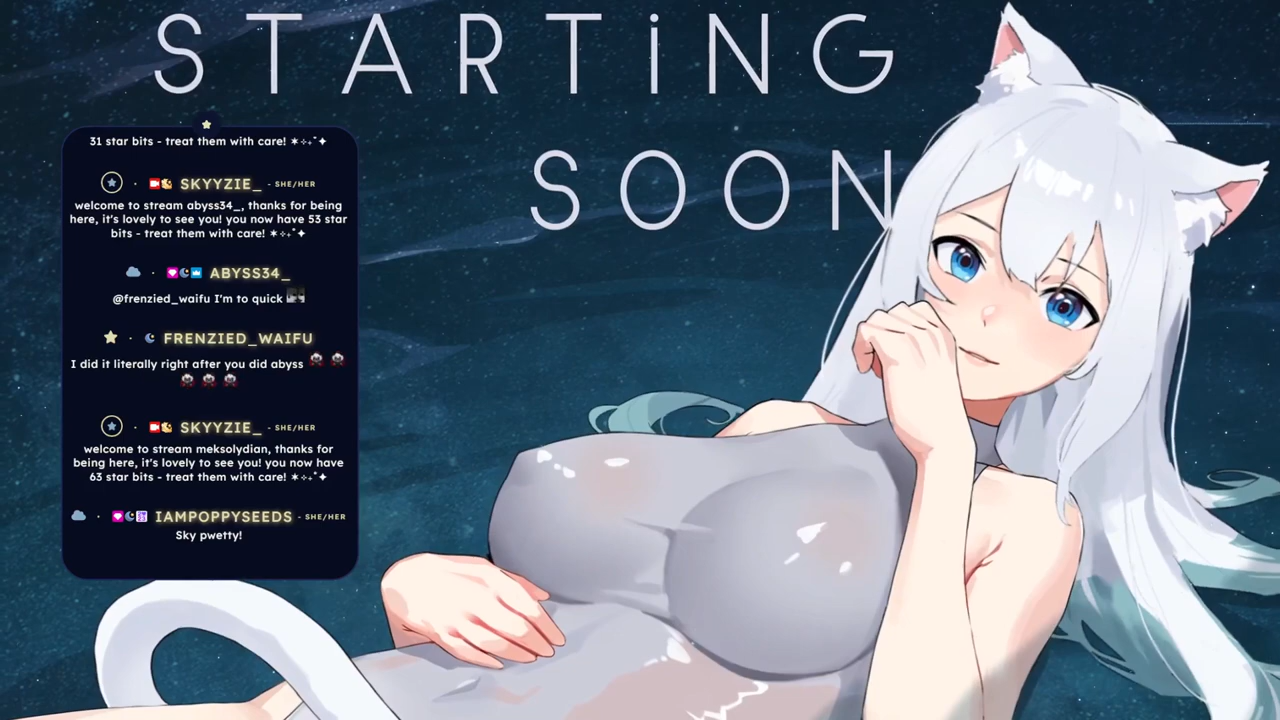 STARTiNG
SOON
31 star bits - treat them with care! ✶⊹₊˚✦
· SKYYZIE_ - SHE/HER
welcome to stream abyss34_, thanks for being
here, it's lovely to see you! you now have 53 star
bits - treat them with care! ✶⊹₊˚✦
· ABYSS34_
@frenzied_waifu I'm to quick
· FRENZIED_WAIFU
I did it literally right after you did abyss
· SKYYZIE_ - SHE/HER
welcome to stream meksolydian, thanks for
being here, it's lovely to see you! you now have
63 star bits - treat them with care! ✶⊹₊˚✦
· IAMPOPPYSEEDS - SHE/HER
Sky pwetty!